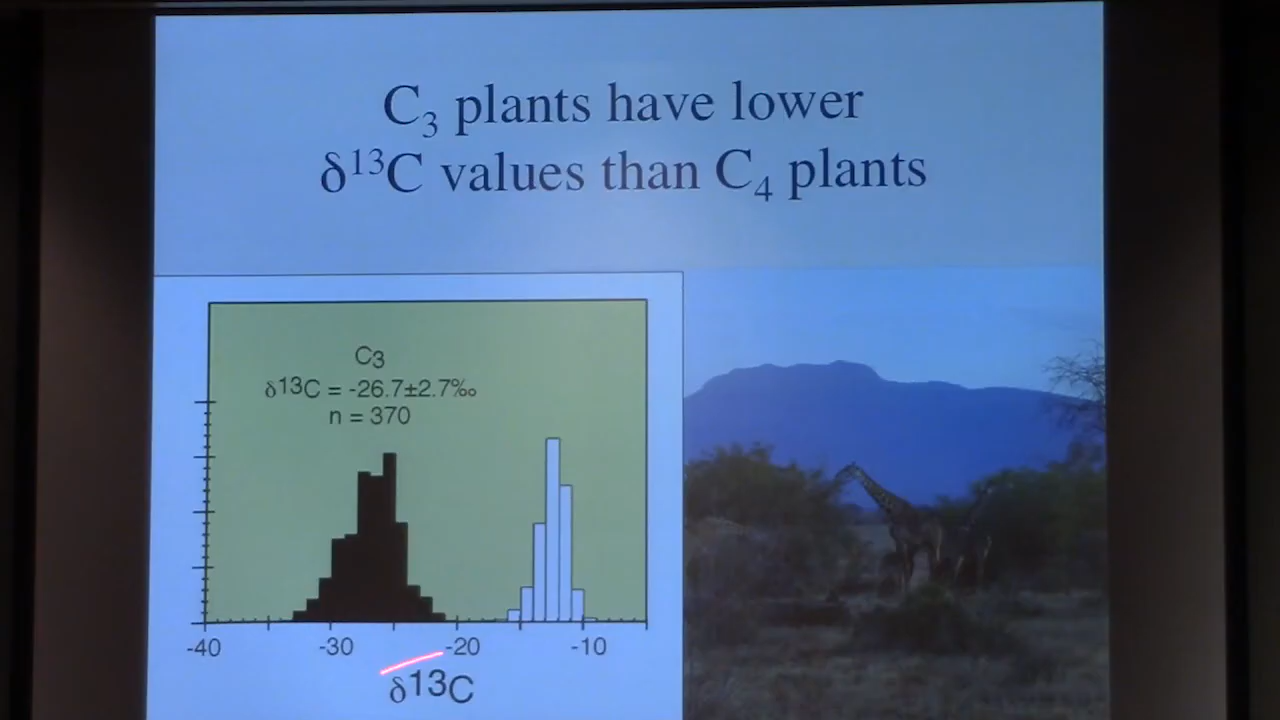 C₃ plants have lower
δ¹³C values than C₄ plants
C3
δ13C = -26.7±2.7‰
n = 370
-40 -30 -20 -10
δ13C